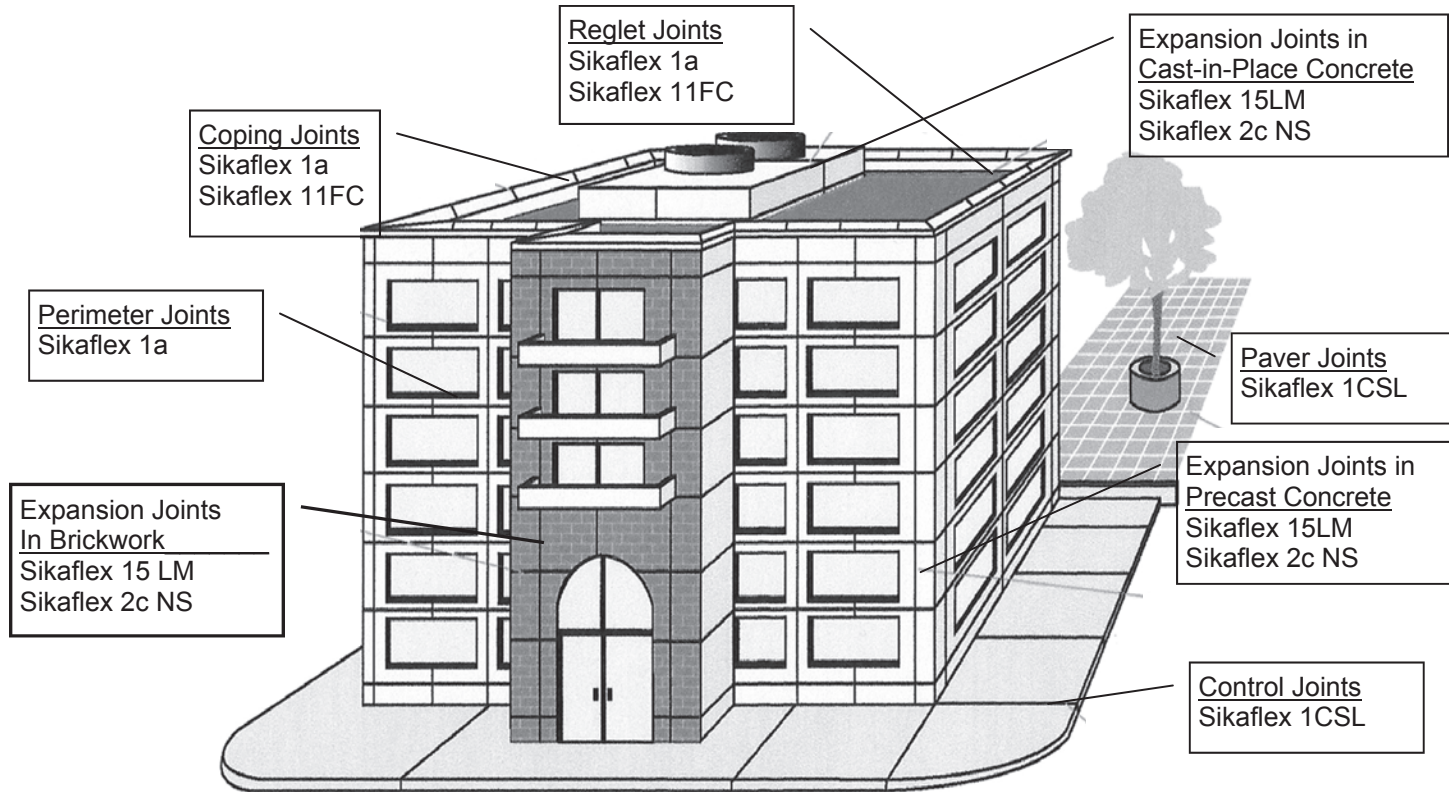 Reglet Joints
Sikaflex 1a
Sikaflex 11FC
Expansion Joints in
Cast-in-Place Concrete
Sikaflex 15LM
Sikaflex 2c NS
Coping Joints
Sikaflex 1a
Sikaflex 11FC
Perimeter Joints
Sikaflex 1a
Paver Joints
Sikaflex 1CSL
Expansion Joints
In Brickwork
Sikaflex 15 LM
Sikaflex 2c NS
Expansion Joints in
Precast Concrete
Sikaflex 15LM
Sikaflex 2c NS
Control Joints
Sikaflex 1CSL